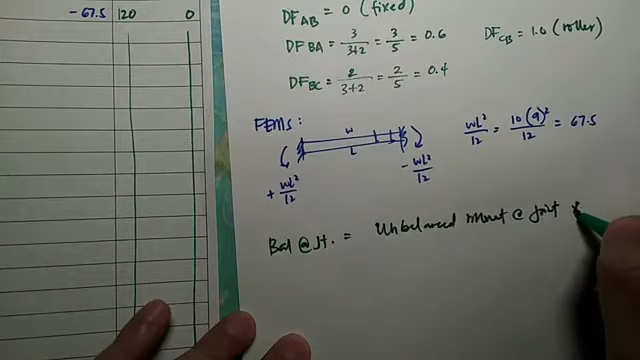 - 67.5 120 0
DF_AB = 0 (fixed)
DF_BA = 3/(3+2) = 3/5 = 0.6
DF_CB = 1.0 (roller)
DF_BC = 2/(3+2) = 2/5 = 0.4
FEMs:
w
L
+ wL²/12
- wL²/12
wL²/12 = 10(9)²/12 = 67.5
Bal @ Jt. = Unbalanced Moment @ Joint ×